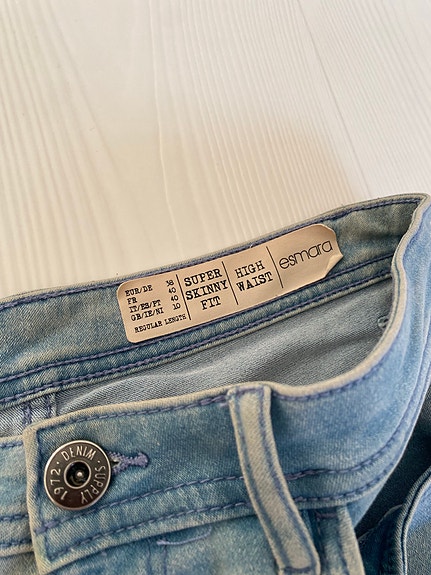 EUR/DE 38
FR 40
IT/ES/PT 40
GB/IE/NI 10
REGULAR LENGTH
SUPER
SKINNY
FIT
HIGH
WAIST
esmara
DENIM SUPPLY 1972